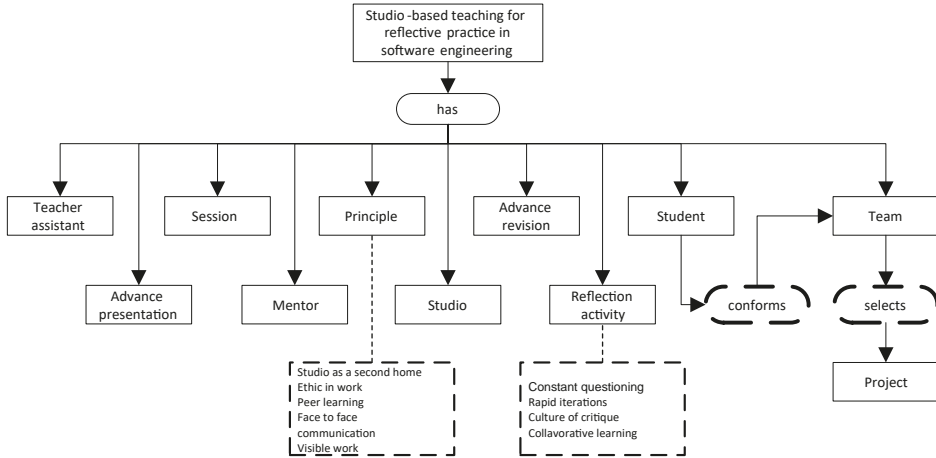 Studio -based teaching for
reflective practice in
software engineering
has
Teacher
assistant
Session
Principle
Advance
revision
Student
Team
Advance
presentation
Mentor
Studio
Reflection
activity
conforms
selects
Studio as a second home
Ethic in work
Peer learning
Face to face
communication
Visible work
Constant questioning
Rapid iterations
Culture of critique
Collavorative learning
Project